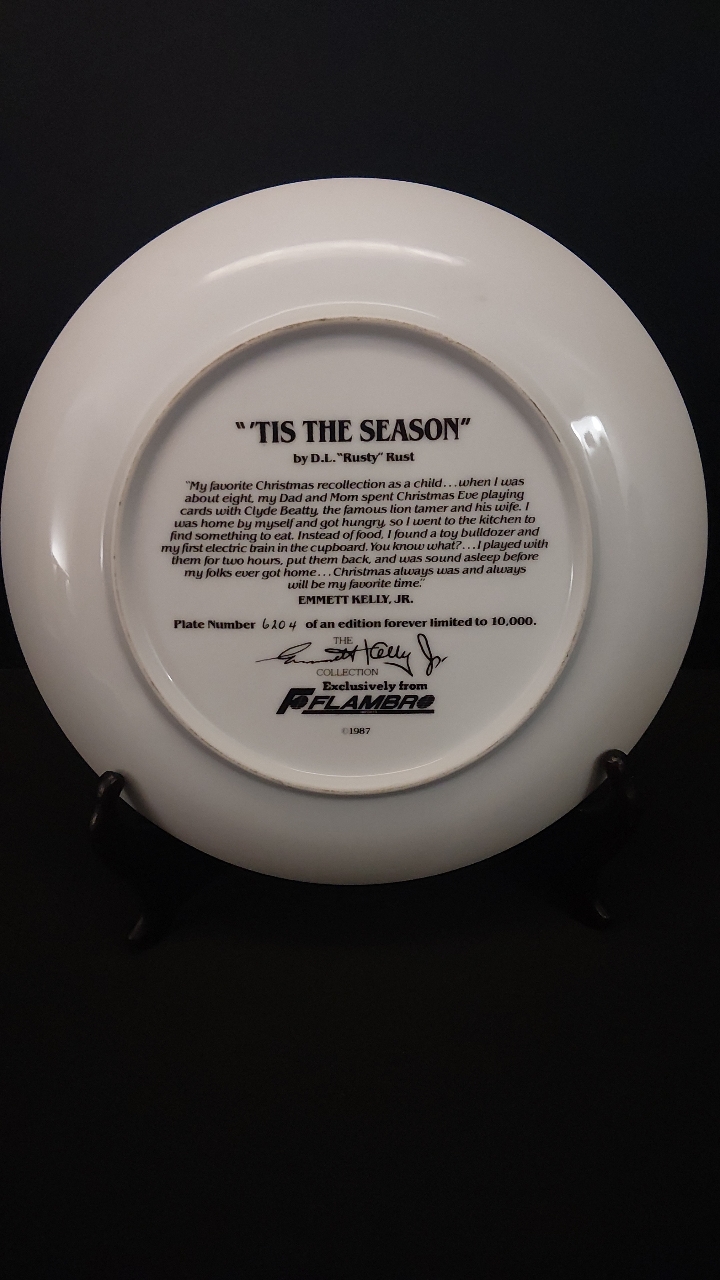 "'TIS THE SEASON"
by D.L. "Rusty" Rust
"My favorite Christmas recollection as a child...when I was
about eight, my Dad and Mom spent Christmas Eve playing
cards with Clyde Beatty, the famous lion tamer and his wife. I
was home by myself and got hungry, so I went to the kitchen to
find something to eat. Instead of food, I found a toy bulldozer and
my first electric train in the cupboard. You know what?...I played with
them for two hours, put them back, and was sound asleep before
my folks ever got home...Christmas always was and always
will be my favorite time."
EMMETT KELLY, JR.
Plate Number 6204 of an edition forever limited to 10,000.
THE
Emmett Kelly Jr.
COLLECTION
Exclusively from
FLAMBRO
©1987